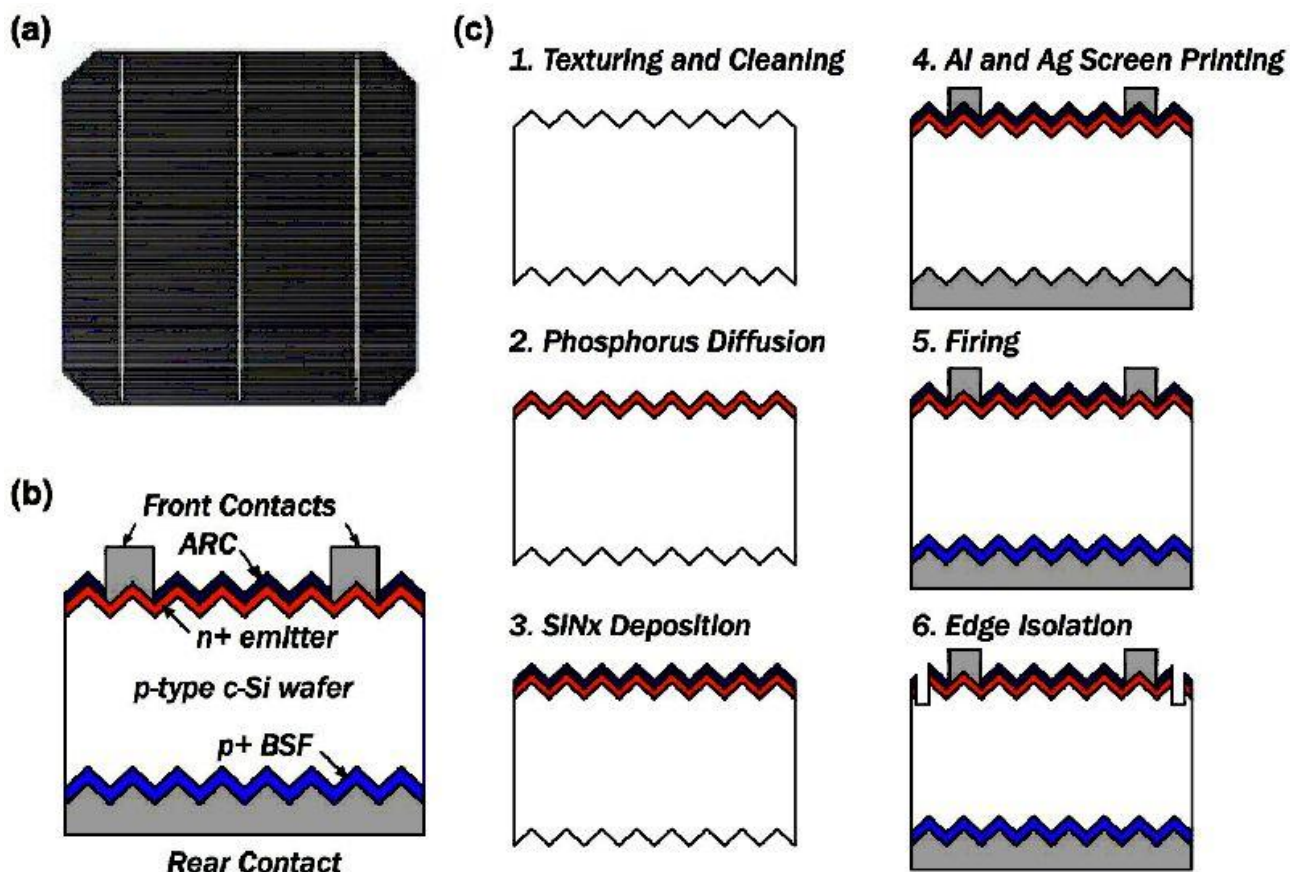 (a)
(b)
Front Contacts
ARC
n+ emitter
p-type c-Si wafer
p+ BSF
Rear Contact
(c)
1. Texturing and Cleaning
2. Phosphorus Diffusion
3. SiNx Deposition
4. Al and Ag Screen Printing
5. Firing
6. Edge Isolation